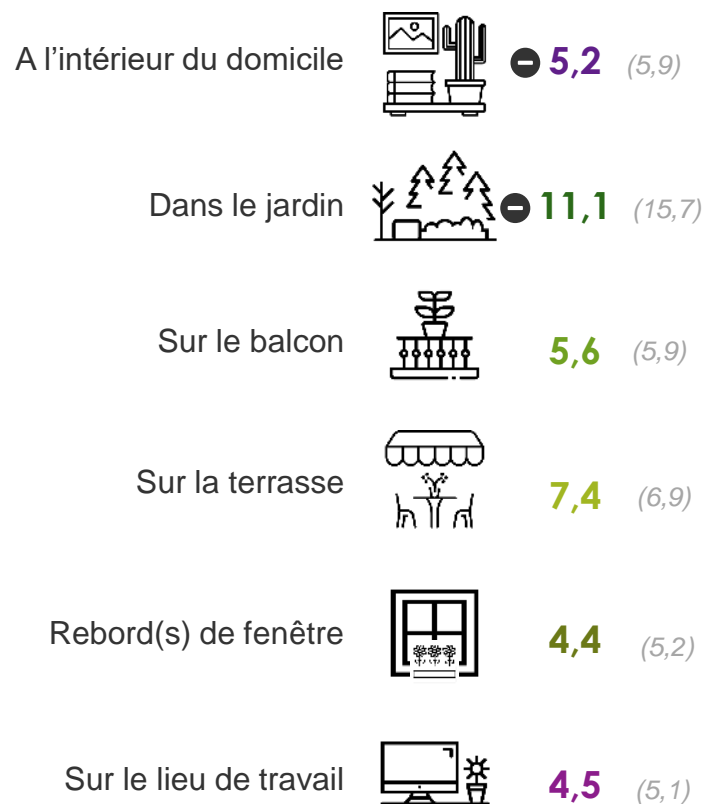 A l’intérieur du domicile 5,2 (5,9)
Dans le jardin 11,1 (15,7)
Sur le balcon 5,6 (5,9)
Sur la terrasse 7,4 (6,9)
Rebord(s) de fenêtre 4,4 (5,2)
Sur le lieu de travail 4,5 (5,1)